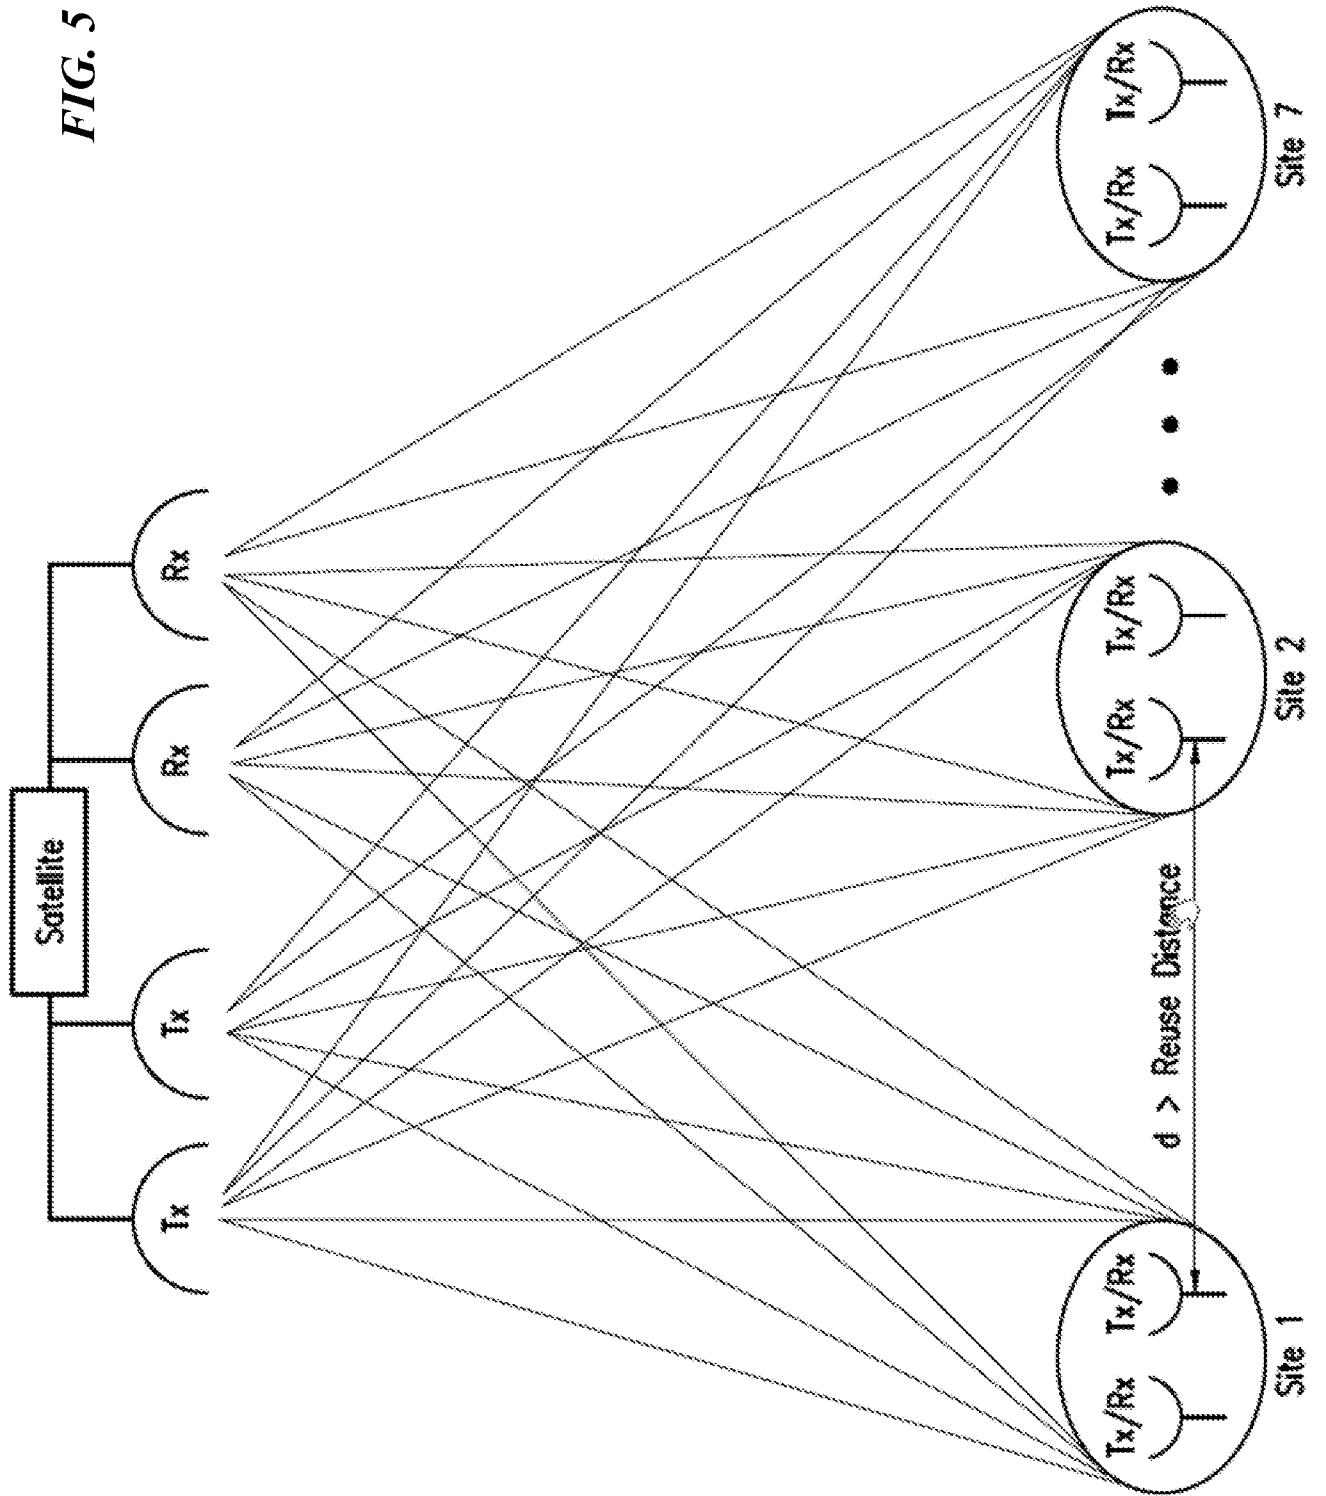 FIG. 5
Satellite
Tx
Tx
Rx
Rx
d > Reuse Distance
Tx/Rx
Tx/Rx
Site 1
Tx/Rx
Tx/Rx
Site 2
Tx/Rx
Tx/Rx
Site 7